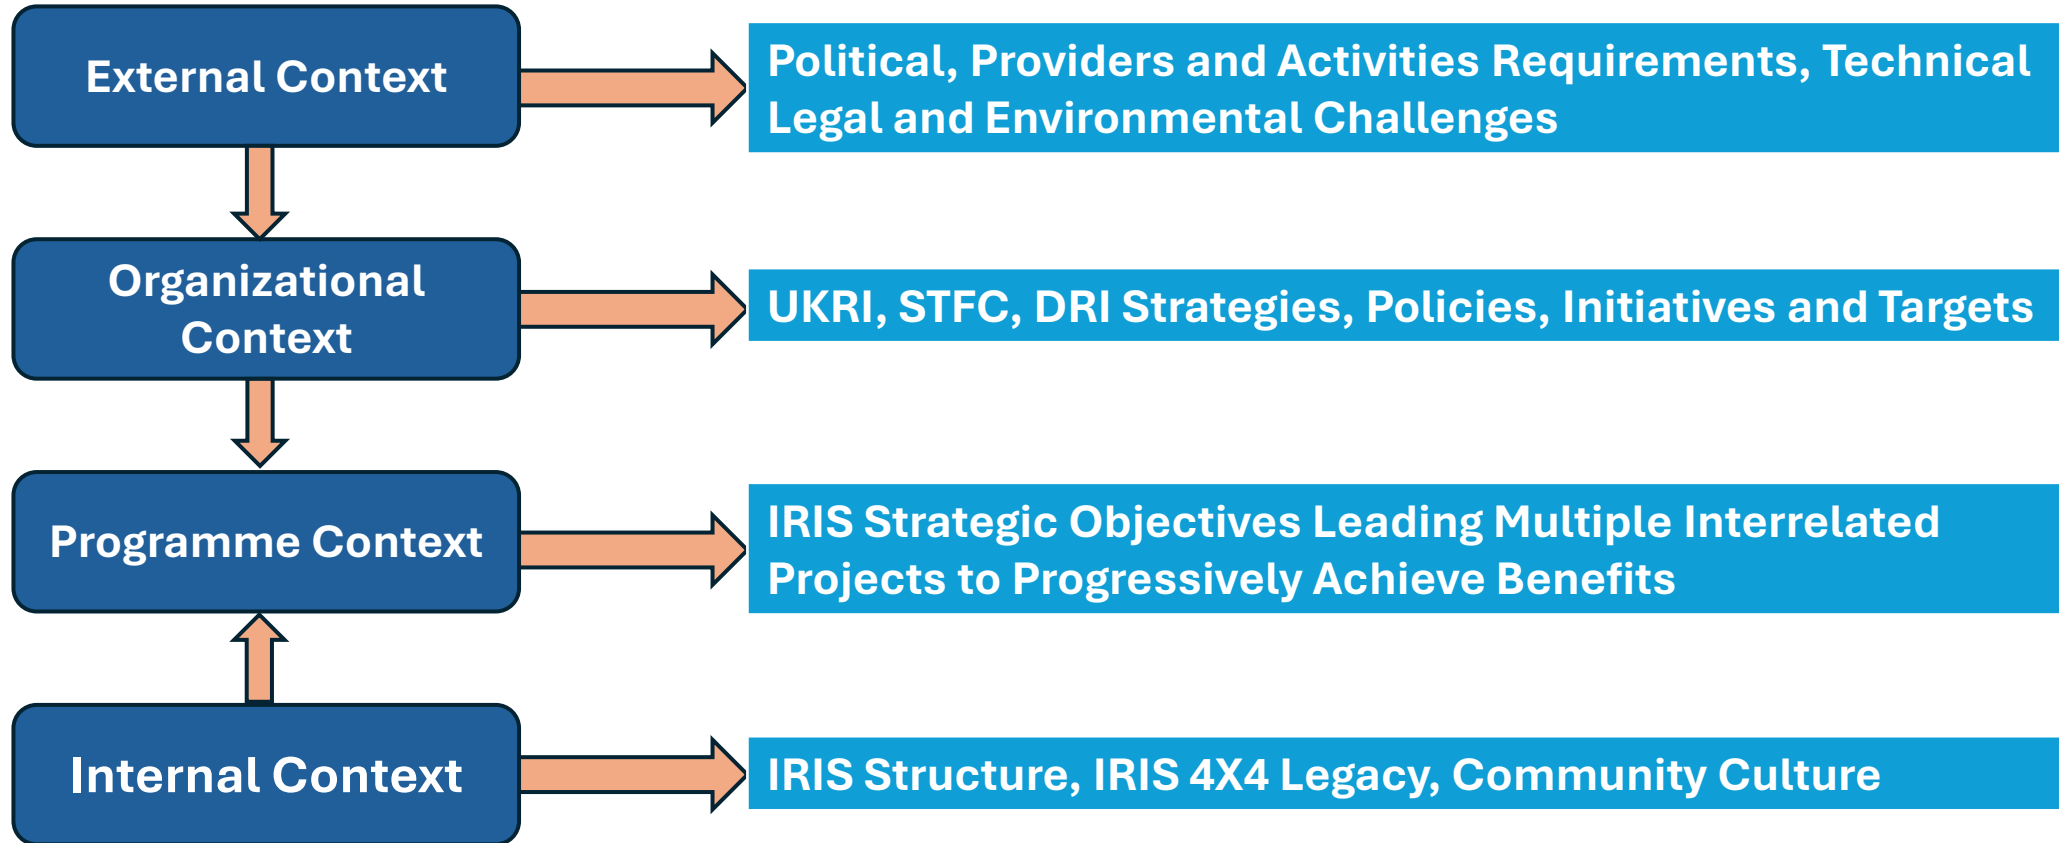 External Context
Political, Providers and Activities Requirements, Technical
Legal and Environmental Challenges
Organizational
Context
UKRI, STFC, DRI Strategies, Policies, Initiatives and Targets
Programme Context
IRIS Strategic Objectives Leading Multiple Interrelated
Projects to Progressively Achieve Benefits
Internal Context
IRIS Structure, IRIS 4X4 Legacy, Community Culture